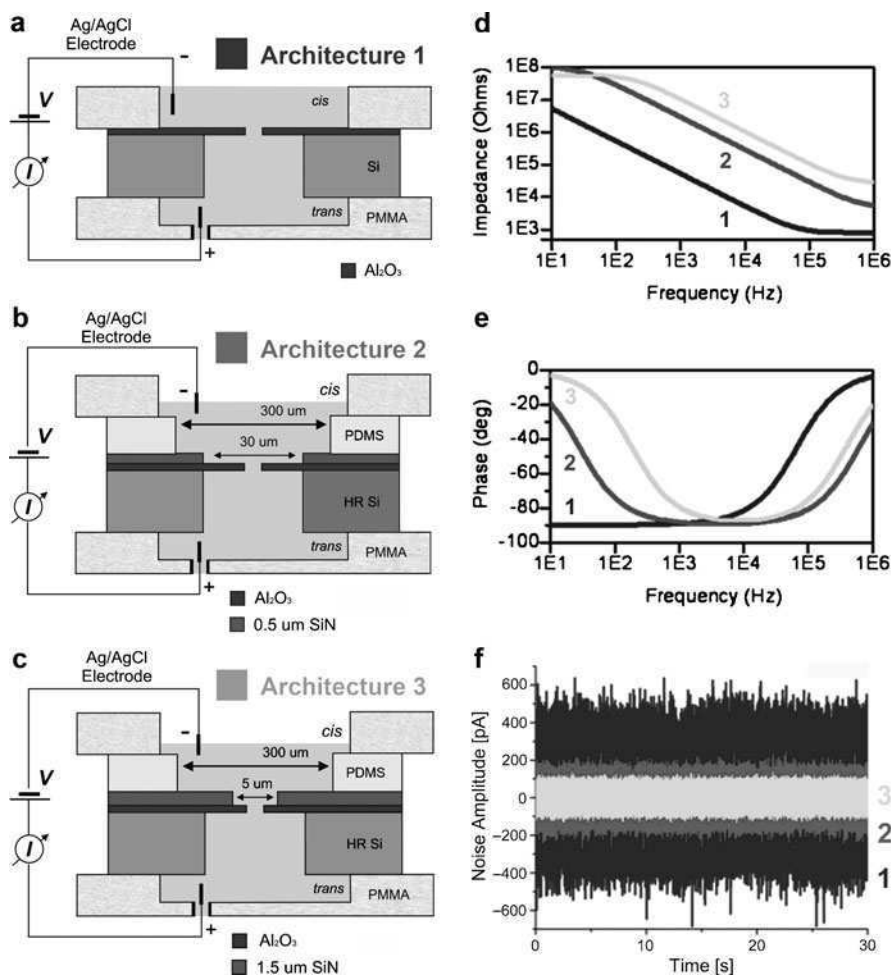 a
Ag/AgCl
Electrode
-
Architecture 1
V
cis
I
Si
trans
PMMA
+
Al₂O₃
b
Ag/AgCl
Electrode
Architecture 2
-
cis
300 um
PDMS
V
30 um
I
HR Si
trans
PMMA
+
Al₂O₃
0.5 um SiN
c
Ag/AgCl
Electrode
Architecture 3
-
cis
300 um
V
PDMS
5 um
I
HR Si
trans
PMMA
+
Al₂O₃
1.5 um SiN
d
Impedance (Ohms)
1E8
1E7
1E6
1E5
1E4
1E3
3
2
1
1E1 1E2 1E3 1E4 1E5 1E6
Frequency (Hz)
e
Phase (deg)
0
-20
-40
-60
-80
-100
3
2
1
1E1 1E2 1E3 1E4 1E5 1E6
Frequency (Hz)
f
Noise Amplitude [pA]
600
400
200
0
−200
−400
−600
3
2
1
0 10 20 30
Time [s]